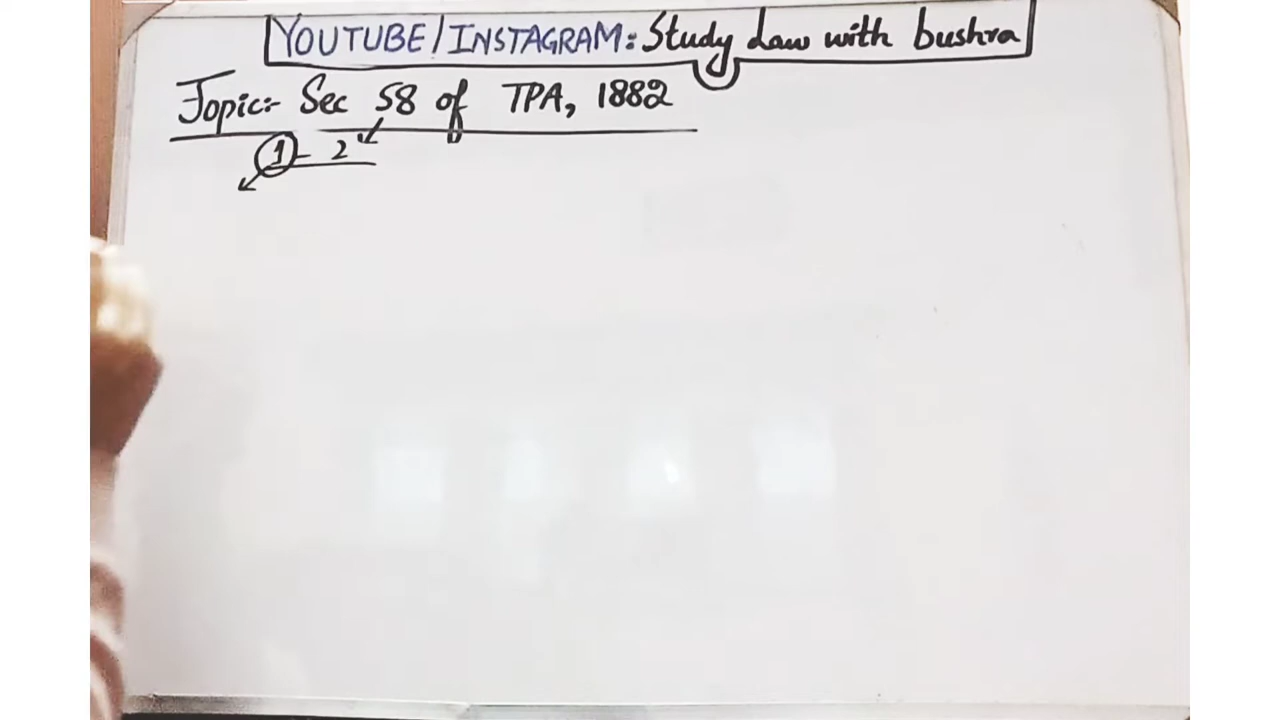 YOUTUBE/INSTAGRAM: Study Law with bushra
Topic:- Sec 58 of TPA, 1882
1 - 2